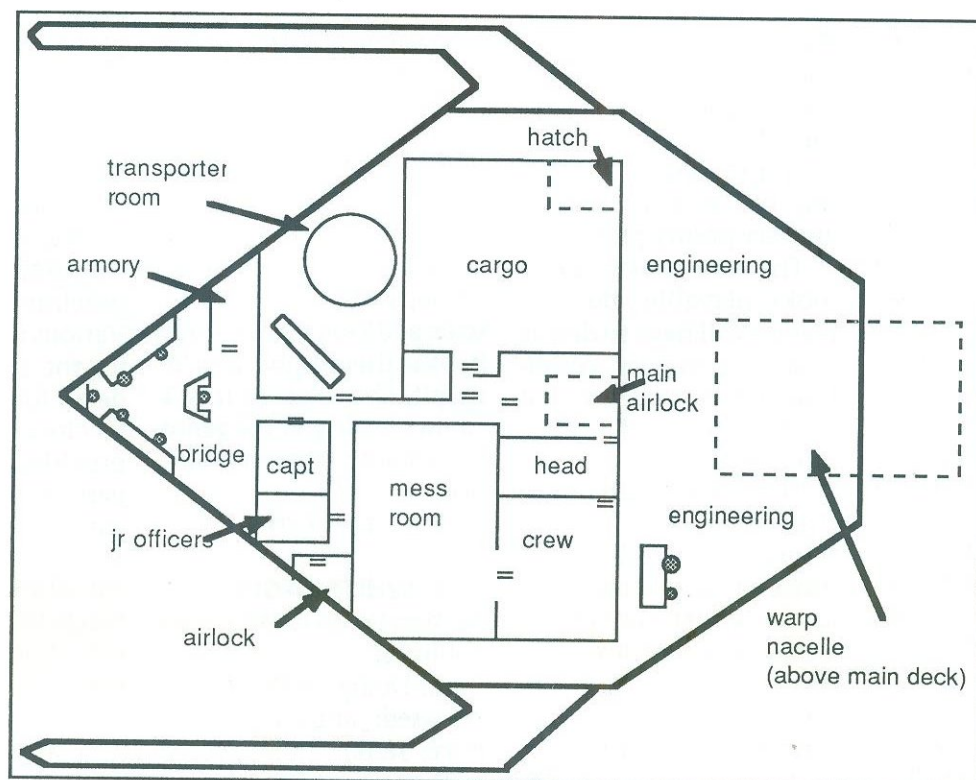 hatch
transporter
room
armory
cargo
engineering
main
airlock
bridge
capt
head
mess
room
jr officers
crew
engineering
airlock
warp
nacelle
(above main deck)